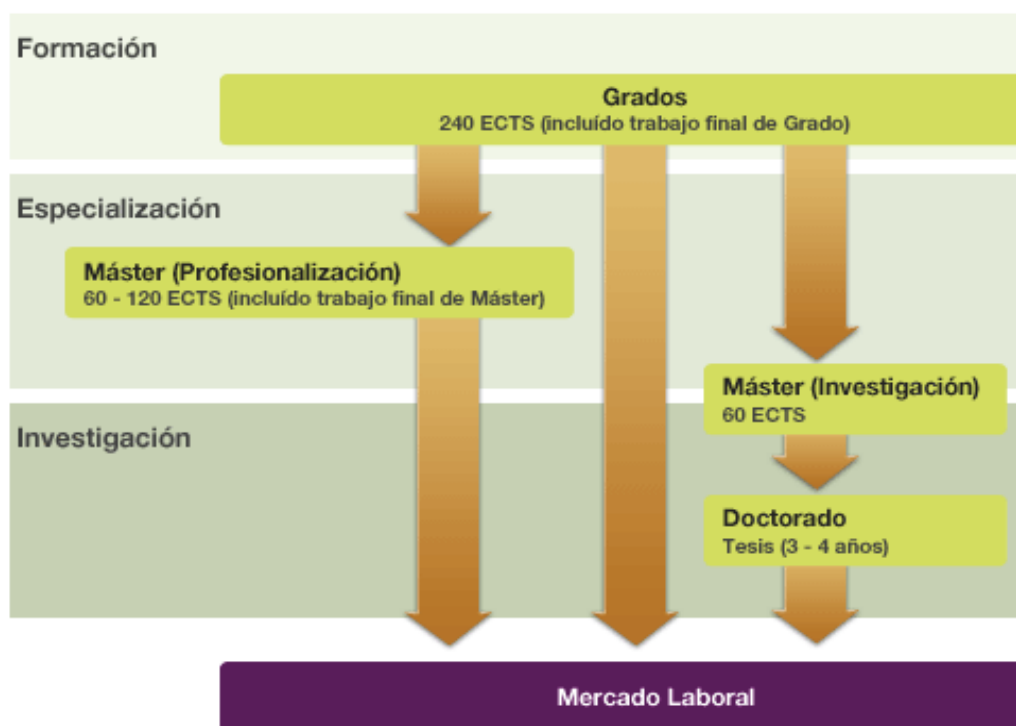 Formación
Grados
240 ECTS (incluído trabajo final de Grado)
Especialización
Máster (Profesionalización)
60 - 120 ECTS (incluído trabajo final de Máster)
Máster (Investigación)
60 ECTS
Investigación
Doctorado
Tesis (3 - 4 años)
Mercado Laboral